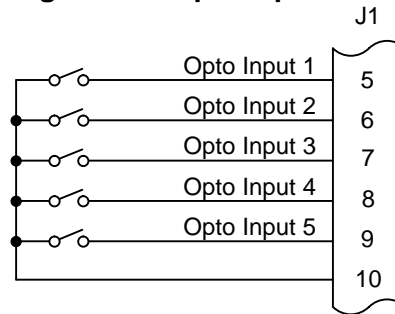 J1
Opto Input 1 5
Opto Input 2 6
Opto Input 3 7
Opto Input 4 8
Opto Input 5 9
10